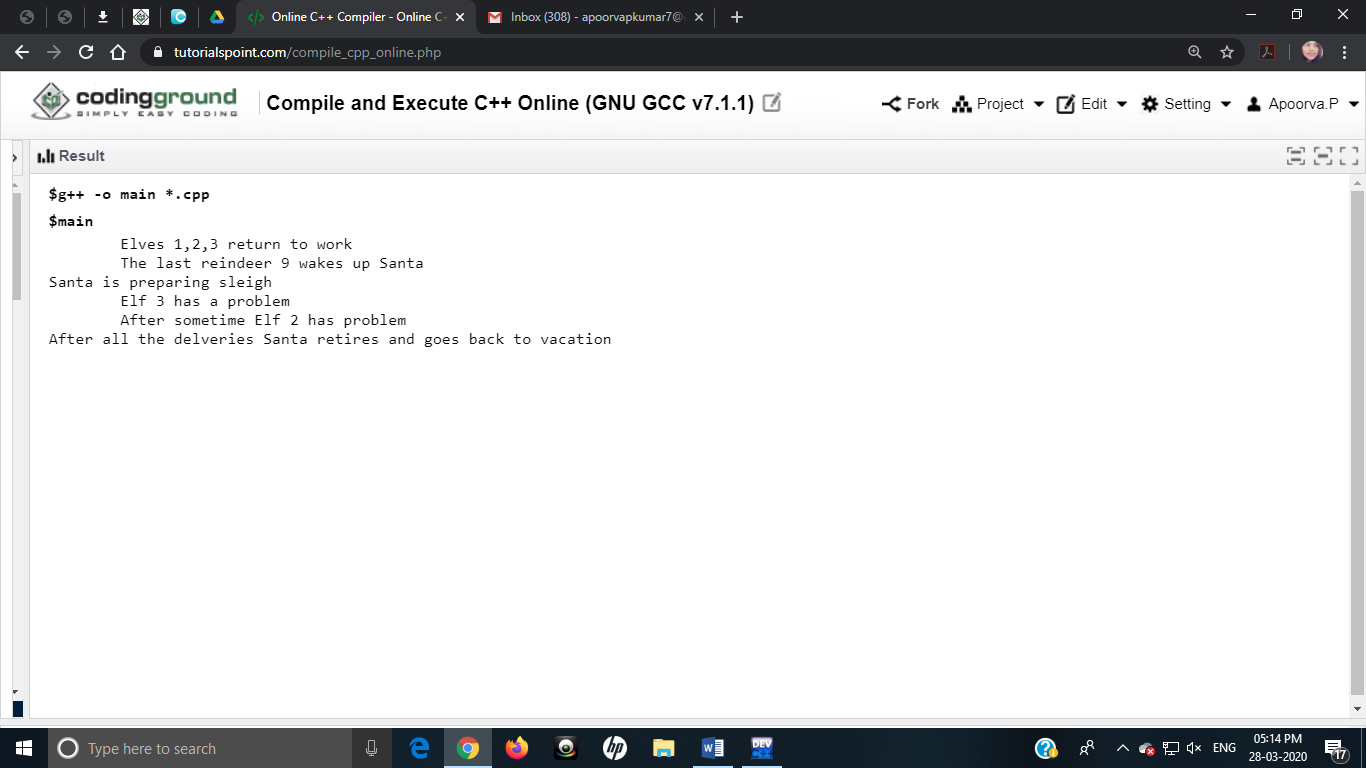 Online C++ Compiler - Online C
Inbox (308) - apoorvapkumar7@
tutorialspoint.com/compile_cpp_online.php
codingground
SIMPLY EASY CODING
Compile and Execute C++ Online (GNU GCC v7.1.1)
Fork Project Edit Setting Apoorva.P
Result
$g++ -o main *.cpp
$main
Elves 1,2,3 return to work
The last reindeer 9 wakes up Santa
Santa is preparing sleigh
Elf 3 has a problem
After sometime Elf 2 has problem
After all the delveries Santa retires and goes back to vacation
Type here to search
hp
W
DEV
ENG
05:14 PM
28-03-2020
17